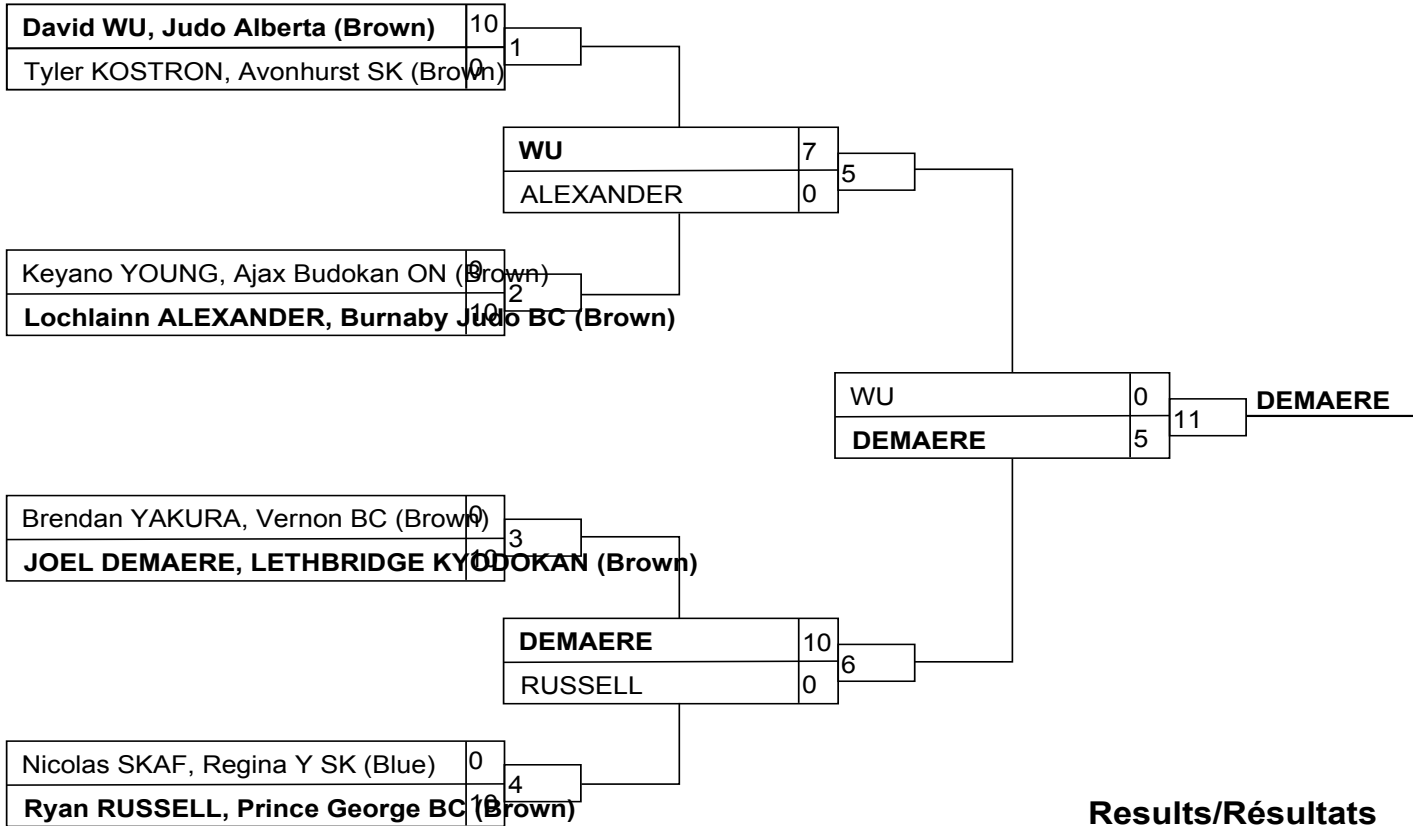 David WU, Judo Alberta (Brown) 10
1
Tyler KOSTRON, Avonhurst SK (Brown) 0
WU 7
5
ALEXANDER 0
Keyano YOUNG, Ajax Budokan ON (Brown) 0
2
Lochlainn ALEXANDER, Burnaby Judo BC (Brown) 10
WU 0
DEMAERE
11
DEMAERE 5
Brendan YAKURA, Vernon BC (Brown) 0
3
JOEL DEMAERE, LETHBRIDGE KYODOKAN (Brown) 10
DEMAERE 10
6
RUSSELL 0
Nicolas SKAF, Regina Y SK (Blue) 0
4
Ryan RUSSELL, Prince George BC (Brown) 10
Results/Résultats